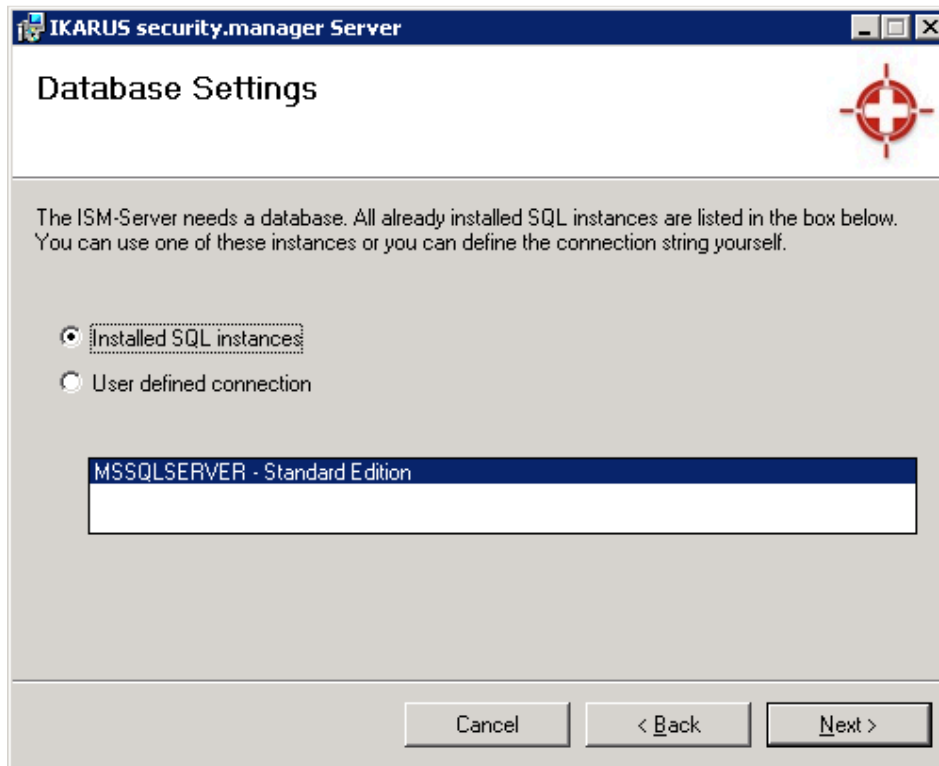 IKARUS security.manager Server
Database Settings
The ISM-Server needs a database. All already installed SQL instances are listed in the box below.
You can use one of these instances or you can define the connection string yourself.
Installed SQL instances
User defined connection
MSSQLSERVER - Standard Edition
Cancel
< Back
Next >